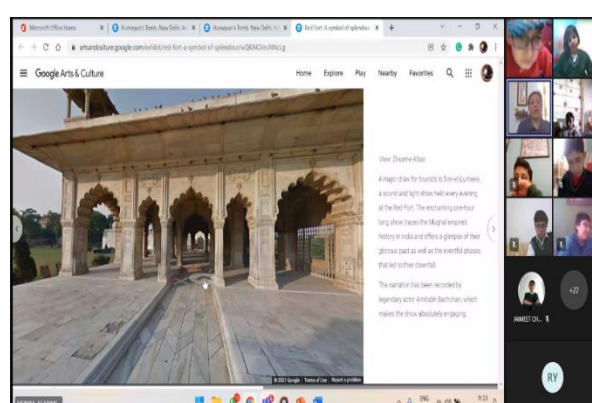 Microsoft Office Home
Humayun's Tomb, New Delhi: An
Humayun's Tomb, New Delhi: An
Red Fort: A symbol of splendour
artsandculture.google.com/exhibit/red-fort-a-symbol-of-splendour/
Google Arts & Culture
Home Explore Play Nearby Favorites
View: Diwan-e-Khas
A major draw for tourists is Son-et-Lumiere,
a sound and light show held every evening
at the Red Fort. The enchanting one-hour
long show traces the Mughal empire's
history in India and offers a glimpse of their
glorious past as well as the eventful phases
that led to their downfall.
The narration has been recorded by
legendary actor Amitabh Bachchan, which
makes the show absolutely engaging.
© 2021 Google Terms of Use Report a problem
ENG
+27
RY